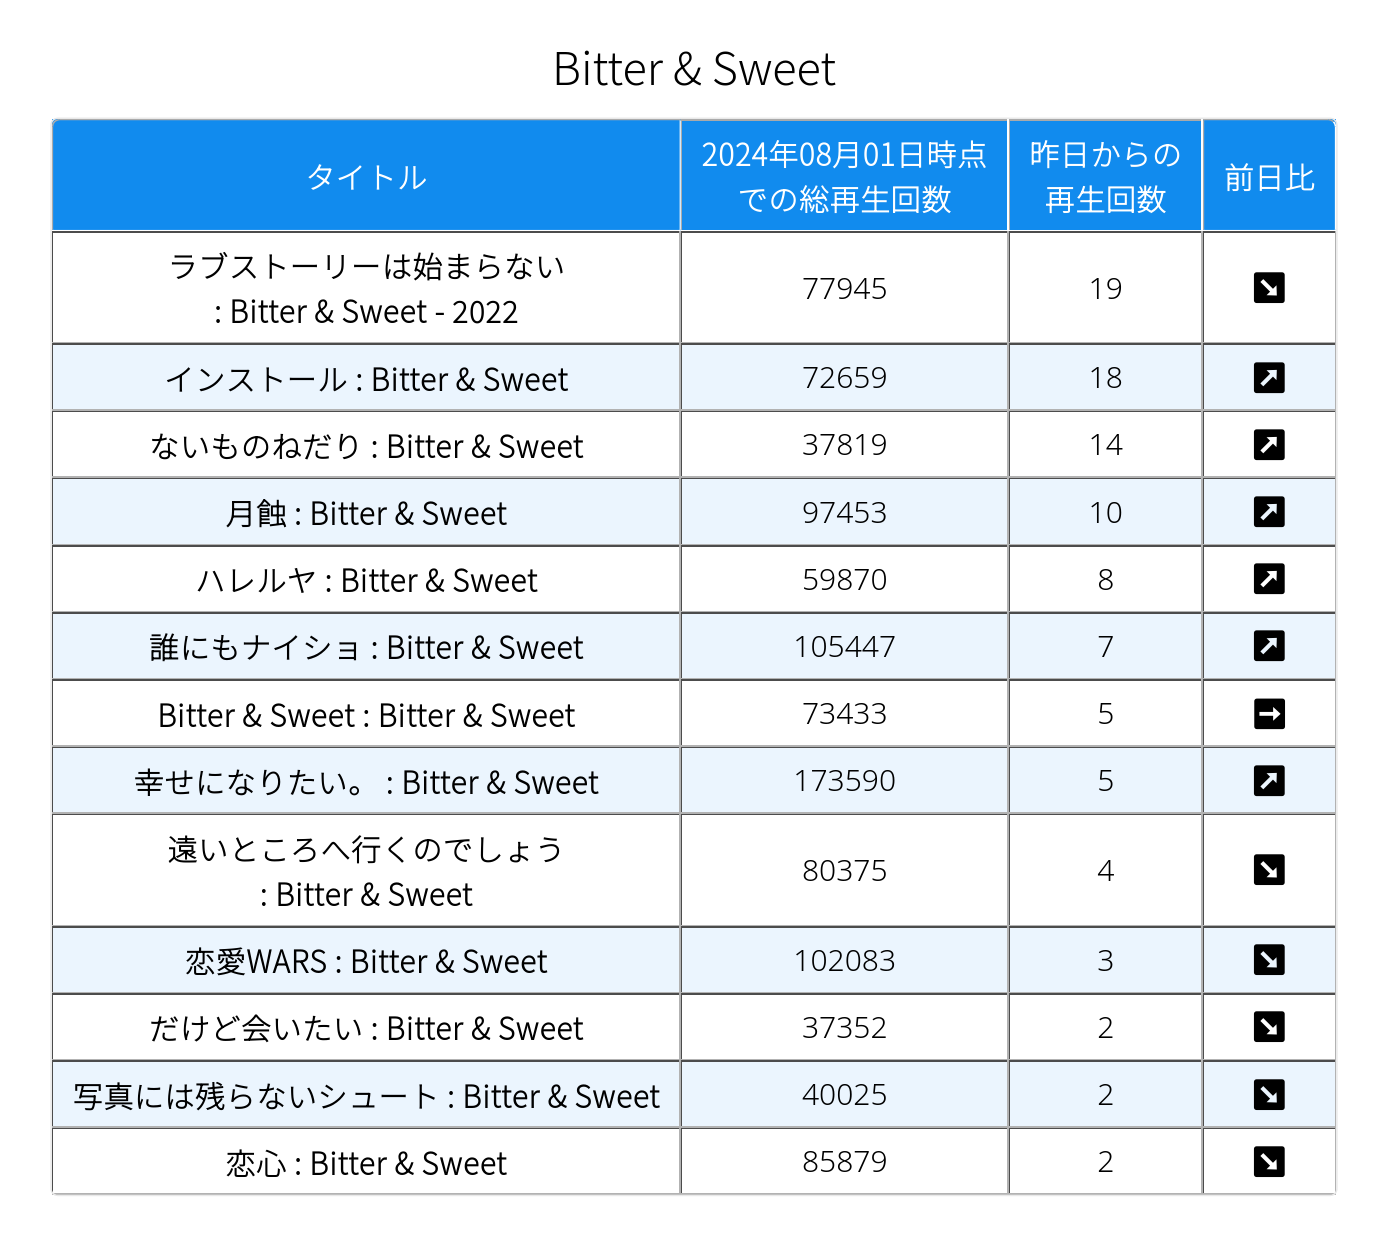 Bitter & Sweet
タイトル
2024年08月01日時点
での総再生回数
昨日からの
再生回数
前日比
ラブストーリーは始まらない
: Bitter & Sweet - 2022
77945
19
インストール : Bitter & Sweet
72659
18
ないものねだり : Bitter & Sweet
37819
14
月蝕 : Bitter & Sweet
97453
10
ハレルヤ : Bitter & Sweet
59870
8
誰にもナイショ : Bitter & Sweet
105447
7
Bitter & Sweet : Bitter & Sweet
73433
5
幸せになりたい。 : Bitter & Sweet
173590
5
遠いところへ行くのでしょう
: Bitter & Sweet
80375
4
恋愛WARS : Bitter & Sweet
102083
3
だけど会いたい : Bitter & Sweet
37352
2
写真には残らないシュート : Bitter & Sweet
40025
2
恋心 : Bitter & Sweet
85879
2